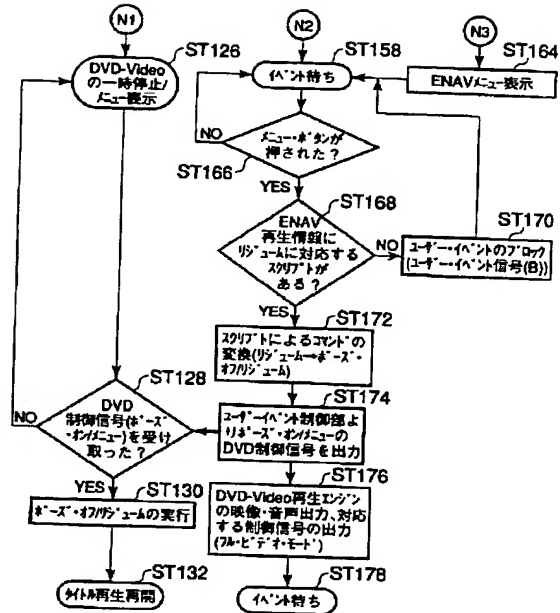 N1
ST126
DVD-Video
の一時停止/
メニュー表示
N2
ST158
イベント待ち
N3
ST164
ENAVメニュー表示
メニュー・ボタンが
押された?
NO
ST166
YES
ST168
ENAV
再生情報に
リジュームに対応する
スクリプトが
ある?
NO
ST170
ユーザー・イベントのブロック
(ユーザー・イベント信号(B))
YES
ST172
スクリプトによるコマンドの
変換(リジューム→ポーズ・
オフ/リジューム)
ST128
DVD
制御信号(ポーズ・
オン/メニュー)を受け
取った?
NO
ST174
ユーザーイベント制御部よ
りポーズ・オン/メニューの
DVD制御信号を出力
YES
ST130
ポーズ・オフ/リジュームの実行
ST176
DVD-Video再生エンジン
の映像・音声出力、対応
する制御信号の出力
(フル・ビデオ・モード)
ST132
タイトル再生再開
ST178
イベント待ち